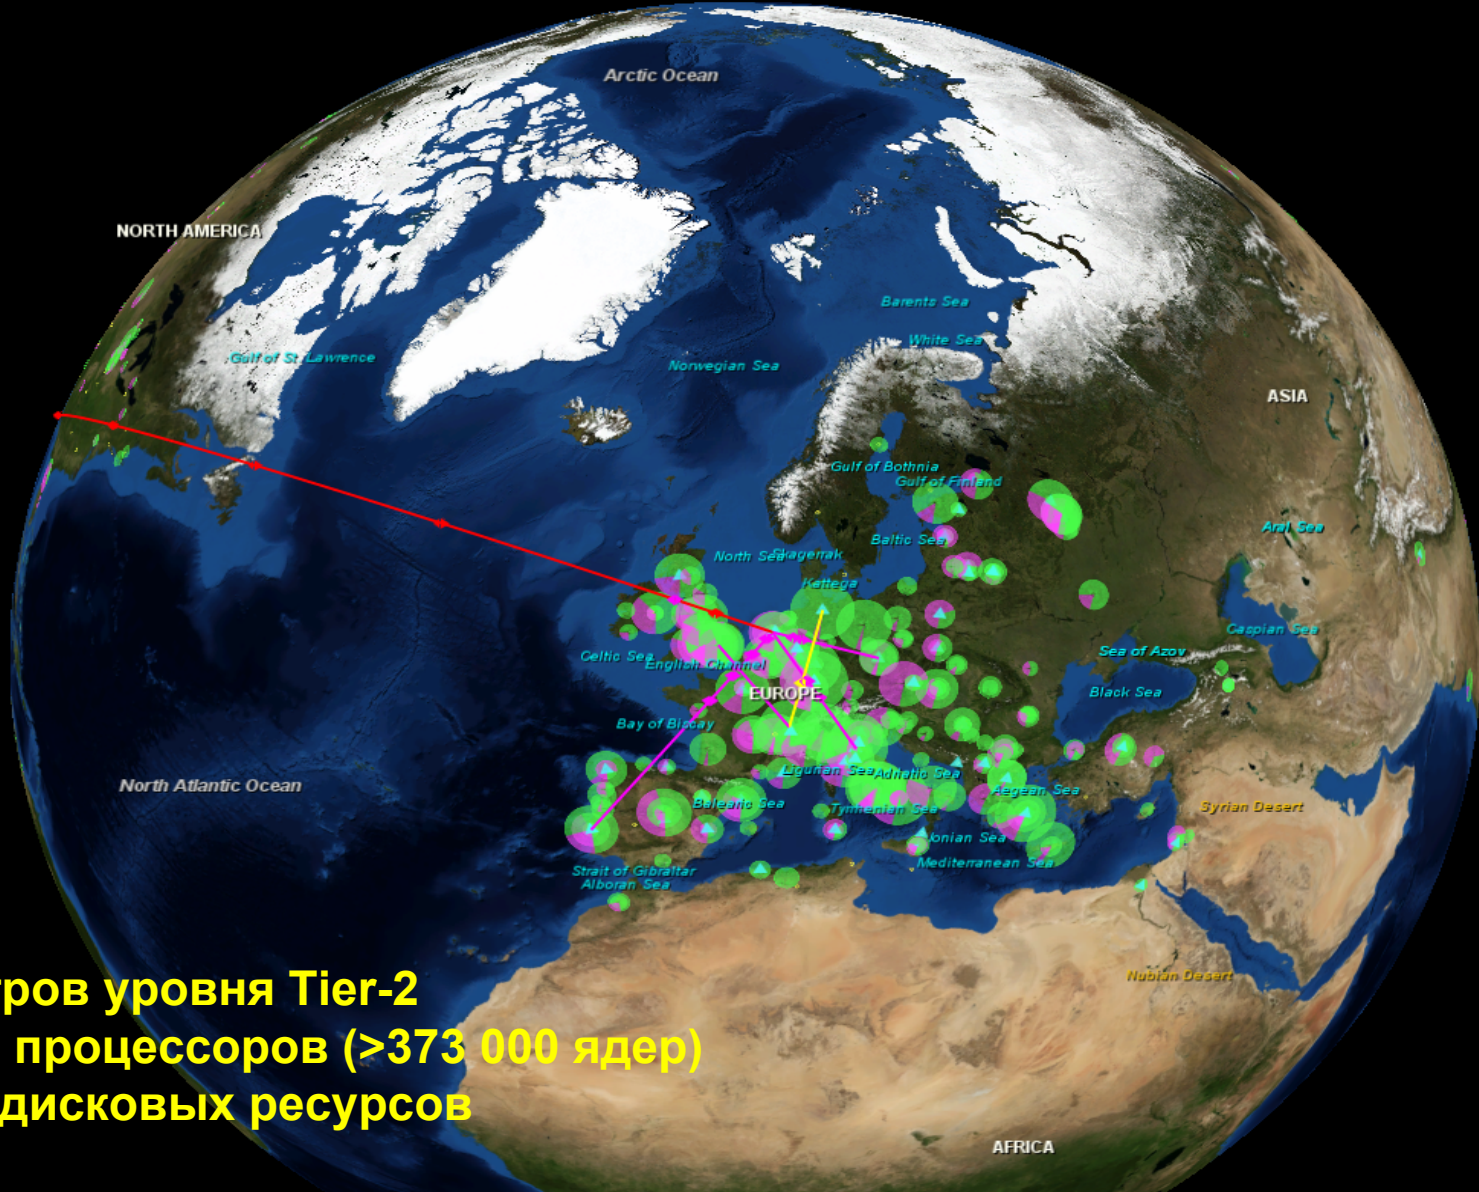 Arctic Ocean
NORTH AMERICA
Barents Sea
White Sea
Gulf of St. Lawrence
Norwegian Sea
ASIA
Gulf of Bothnia
Gulf of Finland
Aral Sea
Baltic Sea
North Sea
Skagerrak
Kattega
Caspian Sea
Celtic Sea
Sea of Azov
English Channel
EUROPE
Black Sea
Bay of Biscay
Ligurian Sea
Adriatic Sea
North Atlantic Ocean
Aegean Sea
Balearic Sea
Tyrrhenian Sea
Syrian Desert
Ionian Sea
Mediterranean Sea
Strait of Gibraltar
Alboran Sea
Nubian Desert
тров уровня Tier-2
процессоров (>373 000 ядер)
дисковых ресурсов
AFRICA